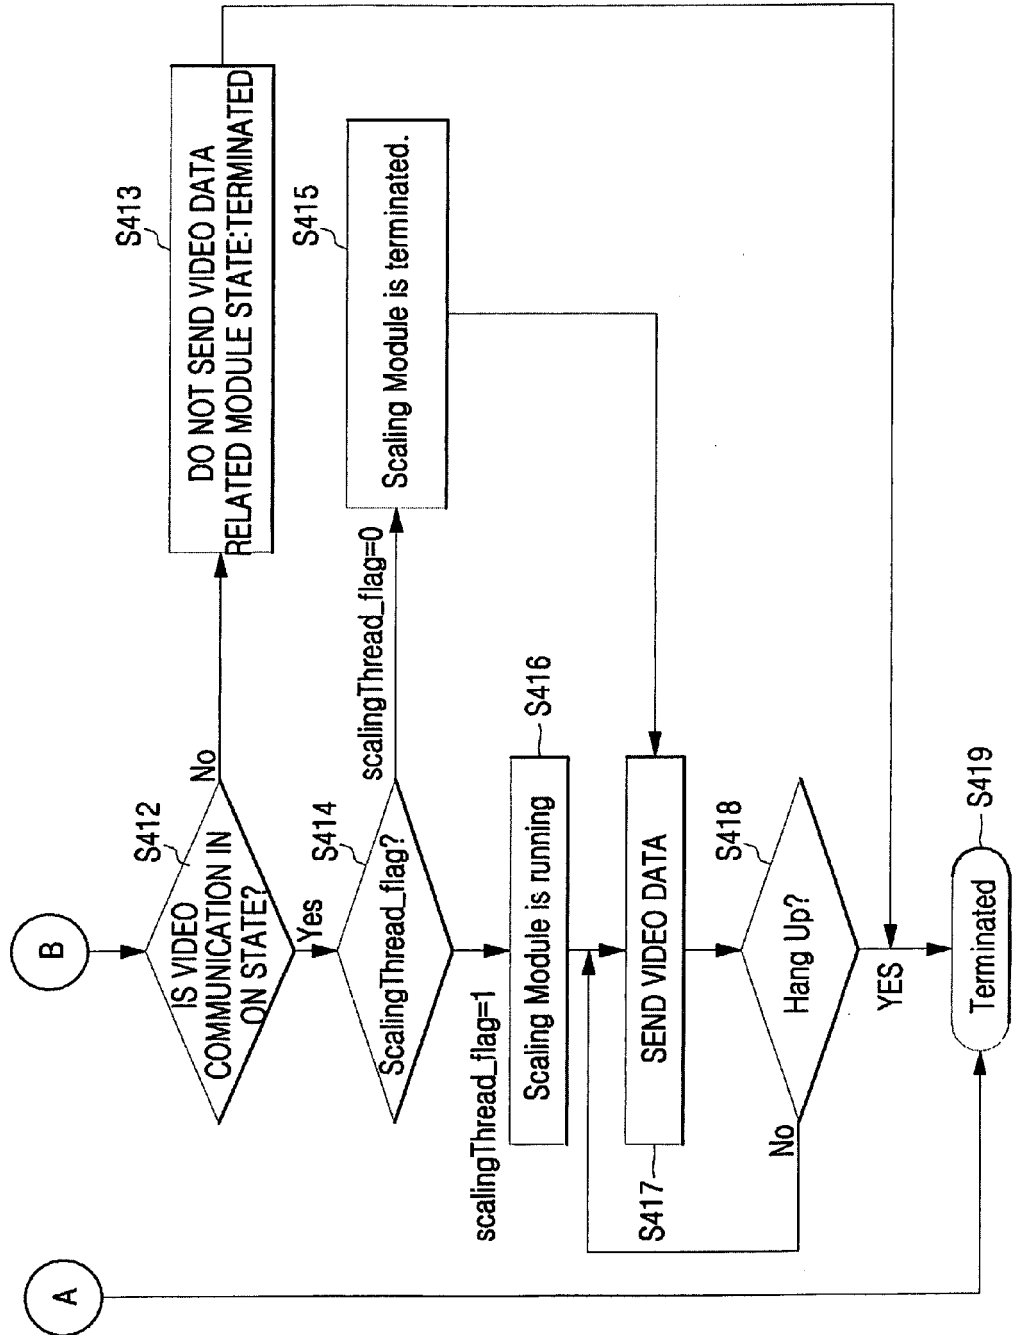 A
B
S412
IS VIDEO
COMMUNICATION IN
ON STATE?
No
Yes
S413
DO NOT SEND VIDEO DATA
RELATED MODULE STATE:TERMINATED
S414
ScalingThread_flag?
scalingThread_flag=0
S415
Scaling Module is terminated.
scalingThread_flag=1
S416
Scaling Module is running
S417
SEND VIDEO DATA
S418
Hang Up?
No
YES
S419
Terminated